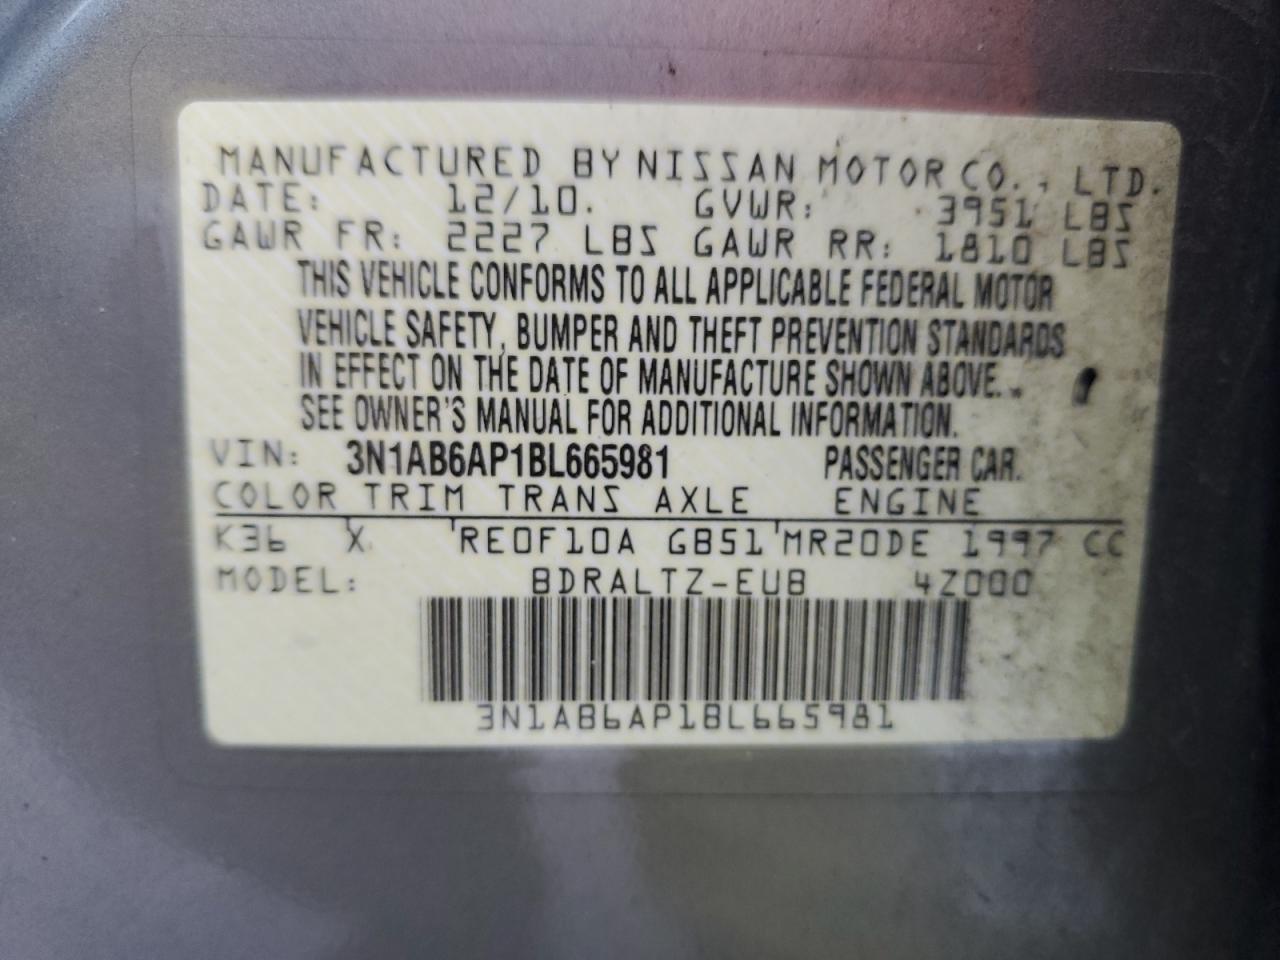 MANUFACTURED BY NISSAN MOTOR CO., LTD.
DATE: 12/10. GVWR: 3951 LBS
GAWR FR: 2227 LBS GAWR RR: 1810 LBS
THIS VEHICLE CONFORMS TO ALL APPLICABLE FEDERAL MOTOR
VEHICLE SAFETY, BUMPER AND THEFT PREVENTION STANDARDS
IN EFFECT ON THE DATE OF MANUFACTURE SHOWN ABOVE.
SEE OWNER'S MANUAL FOR ADDITIONAL INFORMATION.
VIN: 3N1AB6AP1BL665981 PASSENGER CAR.
COLOR TRIM TRANS AXLE ENGINE
K36 X RE0F10A GB51 MR20DE 1997 CC
MODEL: BDRALTZ-EUB 4Z000
3N1AB6AP1BL665981